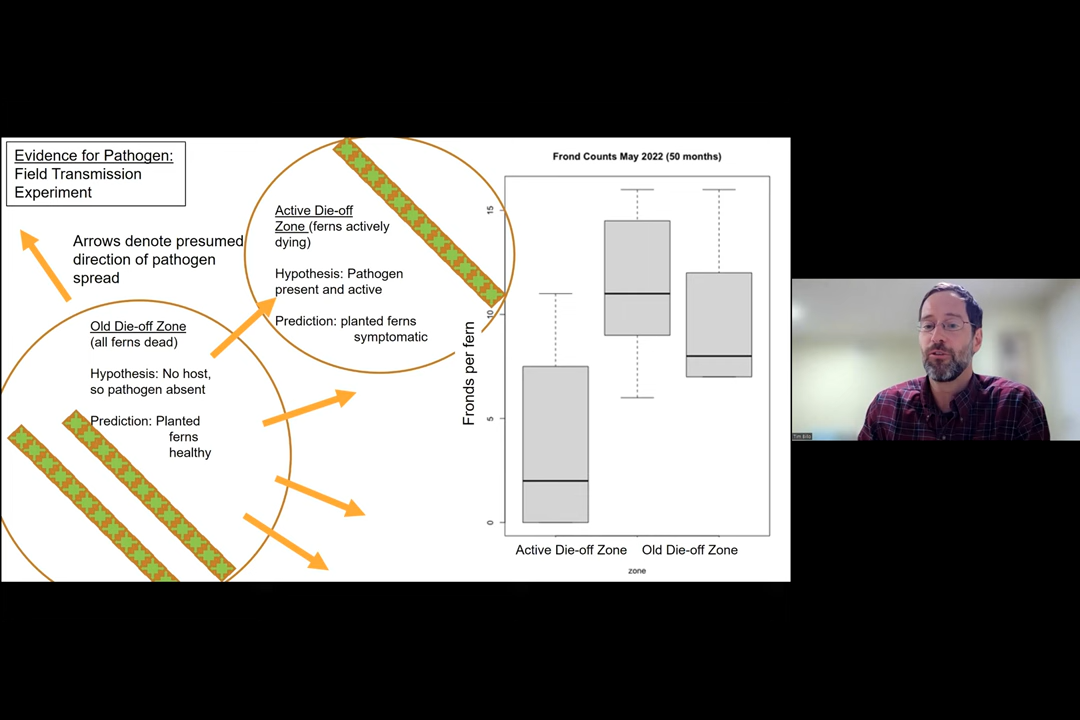 Evidence for Pathogen:
Field Transmission
Experiment
Arrows denote presumed
direction of pathogen
spread
Old Die-off Zone
(all ferns dead)
Hypothesis: No host,
so pathogen absent
Prediction: Planted
ferns
healthy
Active Die-off
Zone (ferns actively
dying)
Hypothesis: Pathogen
present and active
Prediction: planted ferns
symptomatic
Frond Counts May 2022 (50 months)
Fronds per fern
15
10
5
0
Active Die-off Zone
Old Die-off Zone
zone